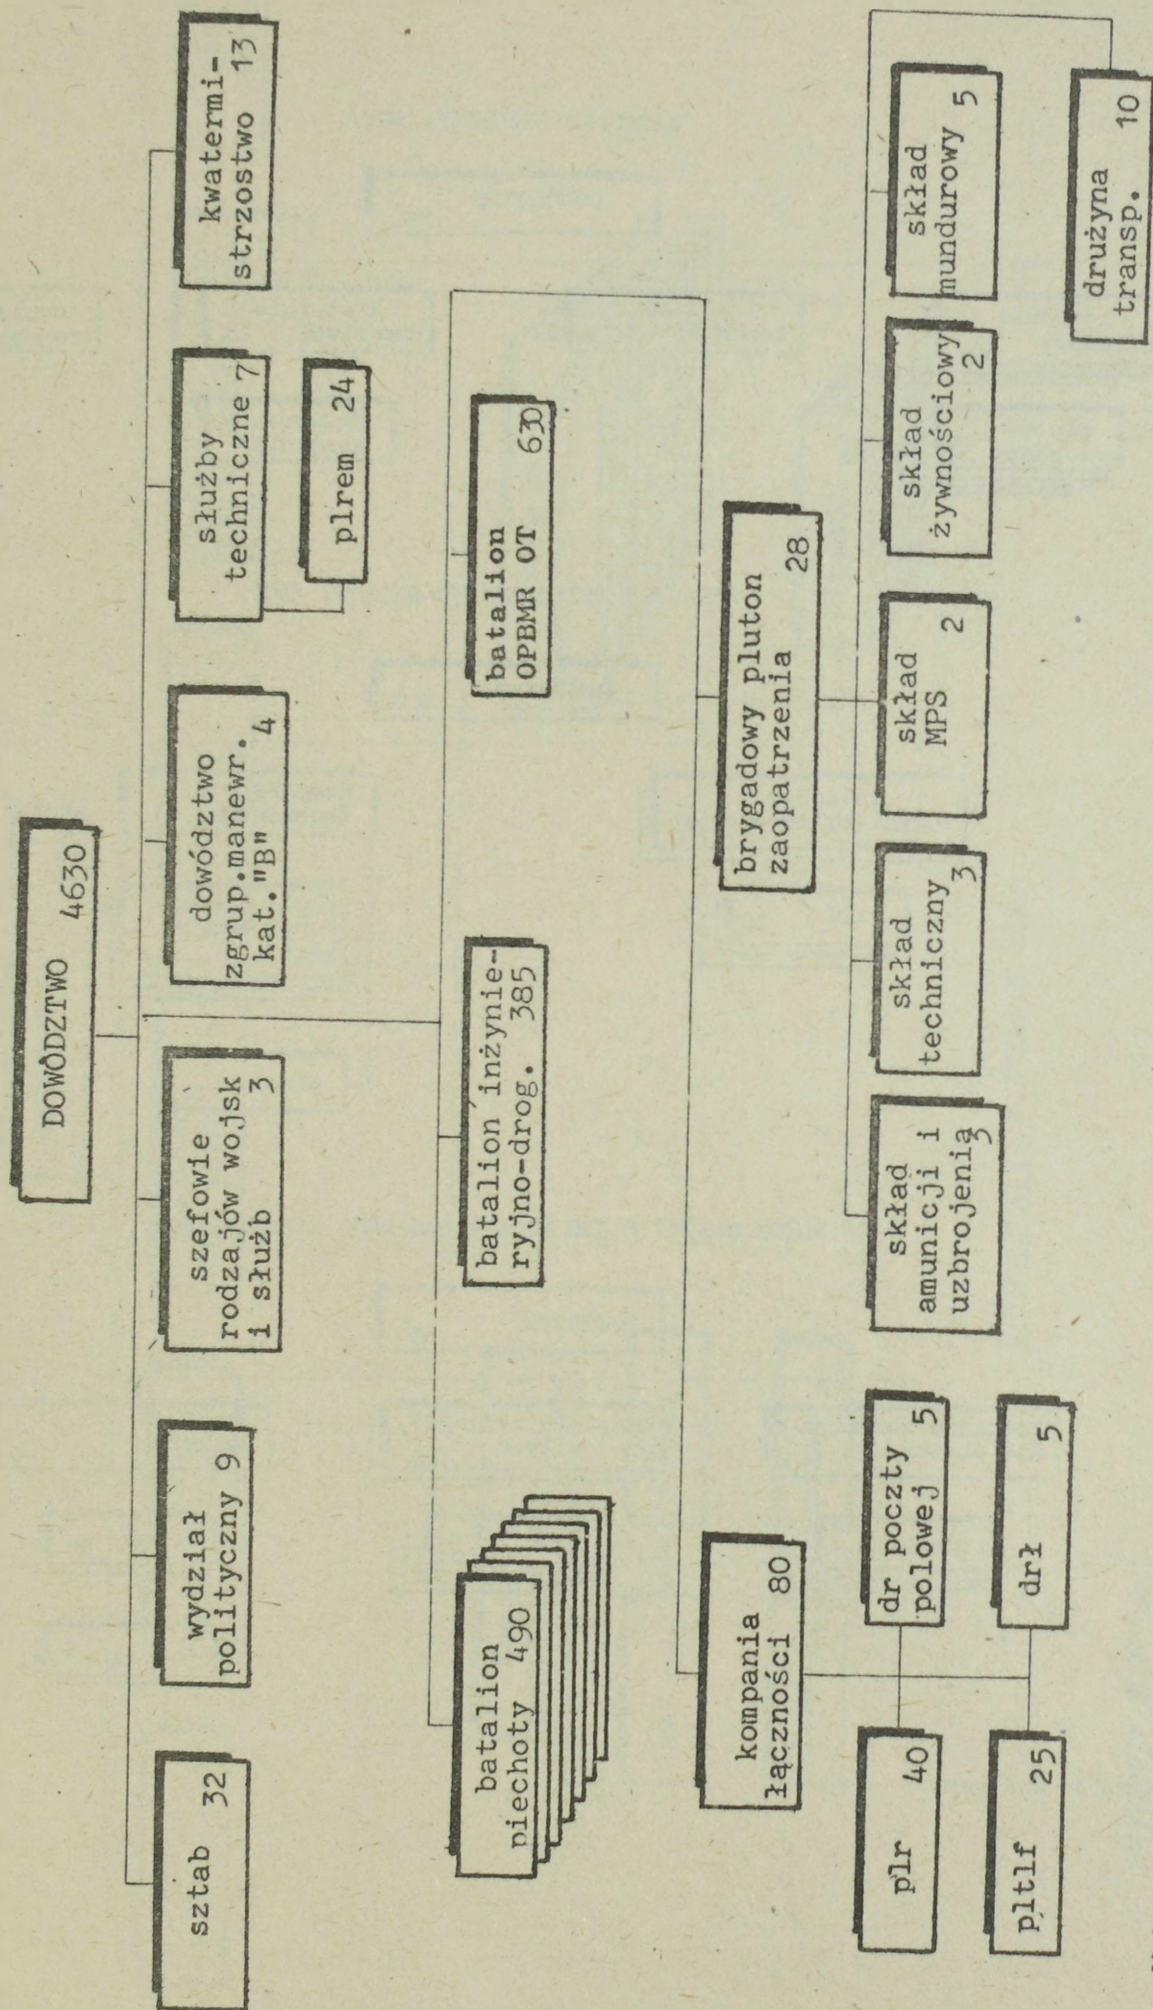 DOWÓDZTWO 4630
sztab 32
wydział
polityczny 9
szefowie
rodzajów wojsk
i służb 3
dowództwo
zgrup.manewr.
kat."B" 4
służby
techniczne 7
plrem 24
kwatermi-
strzostwo 13
batalion
piechoty 490
batalion inżynie-
ryjno-drog. 385
batalion
OPBMR OT 630
kompania
łączności 80
plr 40
dr poczty
polowej 5
pltlf 25
drł 5
brygadowy pluton
zaopatrzenia 28
skład
amunicji i
uzbrojenia 3
skład
techniczny 3
skład
MPS 2
skład
żywnościowy 2
skład
mundurowy 5
drużyna
transp. 10